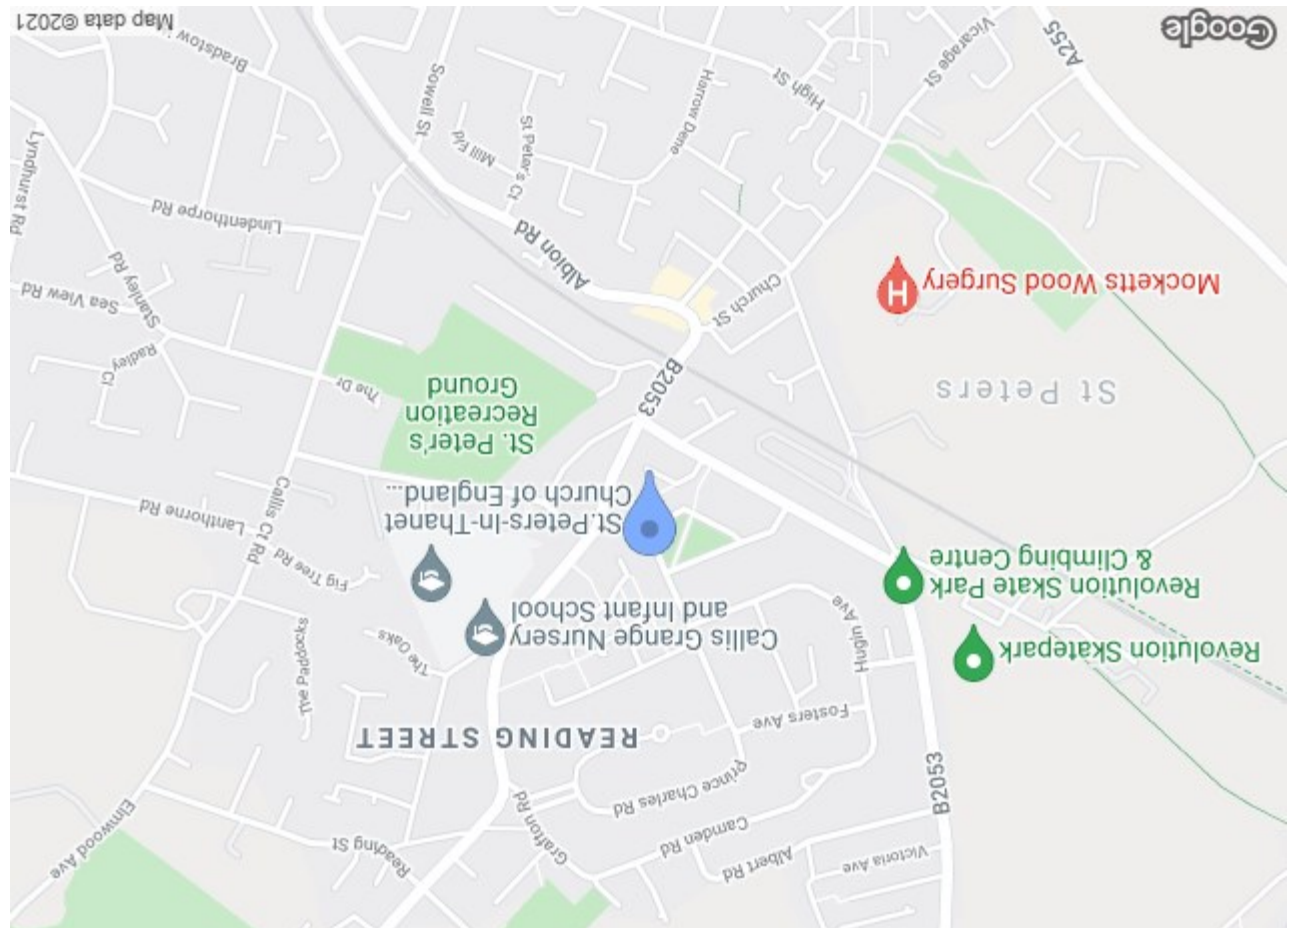 Elmwood Ave
Reading St
Grafton Rd
Albert Rd
Victoria Ave
Camden Rd
Prince Charles Rd
B2053
READING STREET
Fosters Ave
The Paddocks
The Oaks
Hugin Ave
Revolution Skatepark
Callis Grange Nursery
and Infant School
Revolution Skate Park
& Climbing Centre
Fig Tree Rd
Lanthorne Rd
Callis Ct Rd
St.Peters-In-Thanet
Church of England...
St. Peter's
Recreation
Ground
B2053
St Peters
The Dr
Radley Ct
Sea View Rd
Stanley Rd
Church St
Mocketts Wood Surgery
H
Albion Rd
Lindenthorpe Rd
Lyndhurst Rd
St Peter's Ct
Mill Fld
Harrow Dene
Sowell St
High St
Vicarage St
A255
Google
Map data ©2021